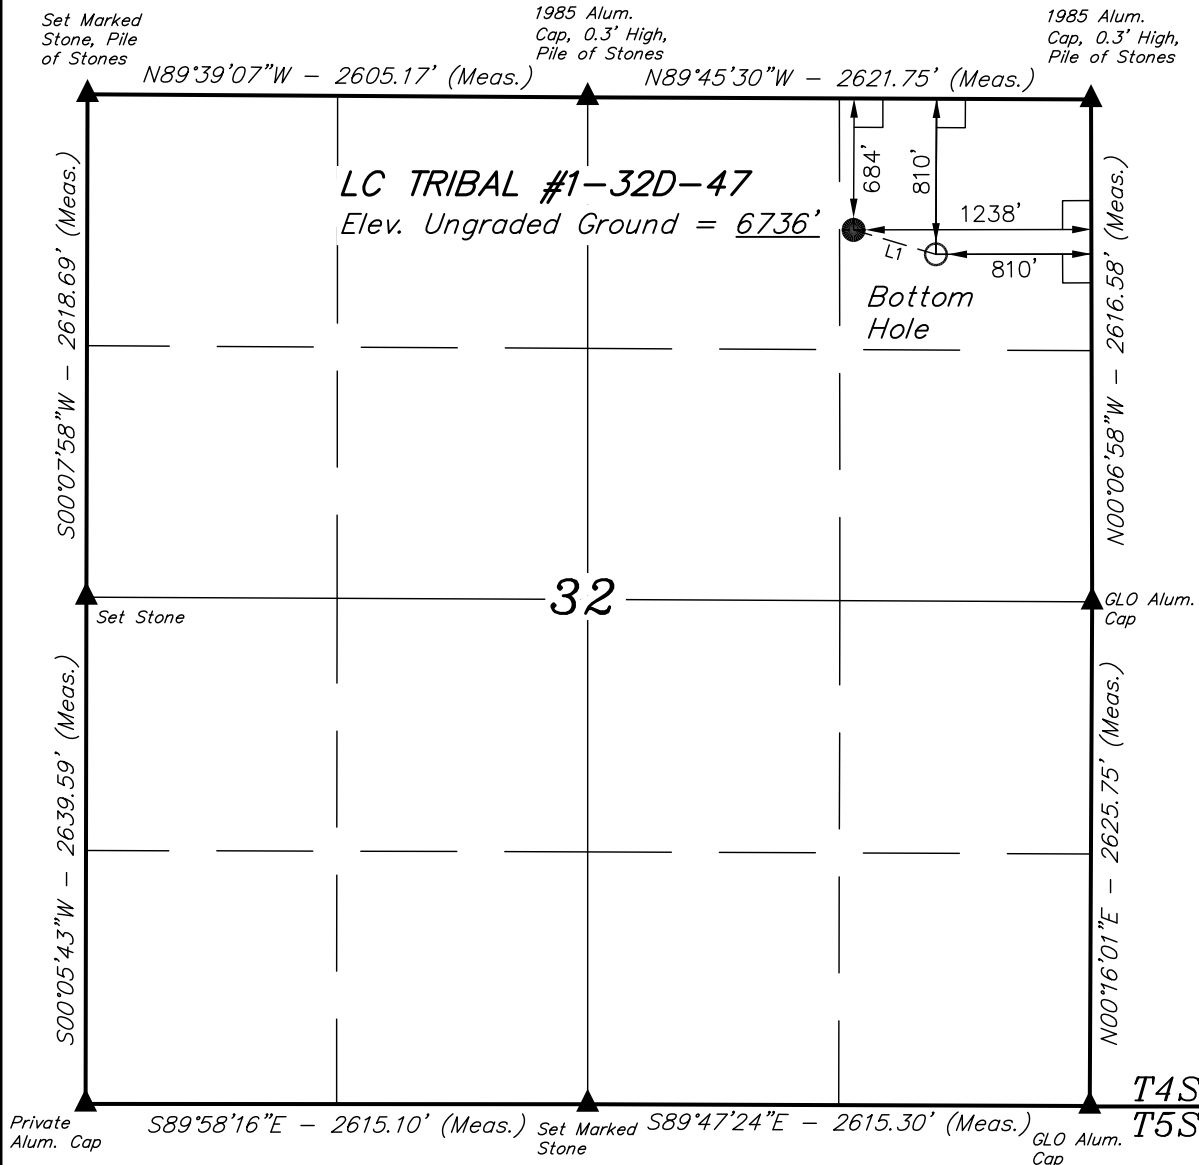 Set Marked
Stone, Pile
of Stones
1985 Alum.
Cap, 0.3' High,
Pile of Stones
1985 Alum.
Cap, 0.3' High,
Pile of Stones
N89°39'07"W – 2605.17' (Meas.)
N89°45'30"W – 2621.75' (Meas.)
S00°07'58"W – 2618.69' (Meas.)
LC TRIBAL #1-32D-47
Elev. Ungraded Ground = 6736'
684'
810'
1238'
L1
810'
Bottom
Hole
N00°06'58"W – 2616.58' (Meas.)
32
Set Stone
GLO Alum.
Cap
S00°05'43"W – 2639.59' (Meas.)
N00°16'01"E – 2625.75' (Meas.)
T4S
T5S
Private
Alum. Cap
S89°58'16"E – 2615.10' (Meas.)
Set Marked
Stone
S89°47'24"E – 2615.30' (Meas.)
GLO Alum.
Cap